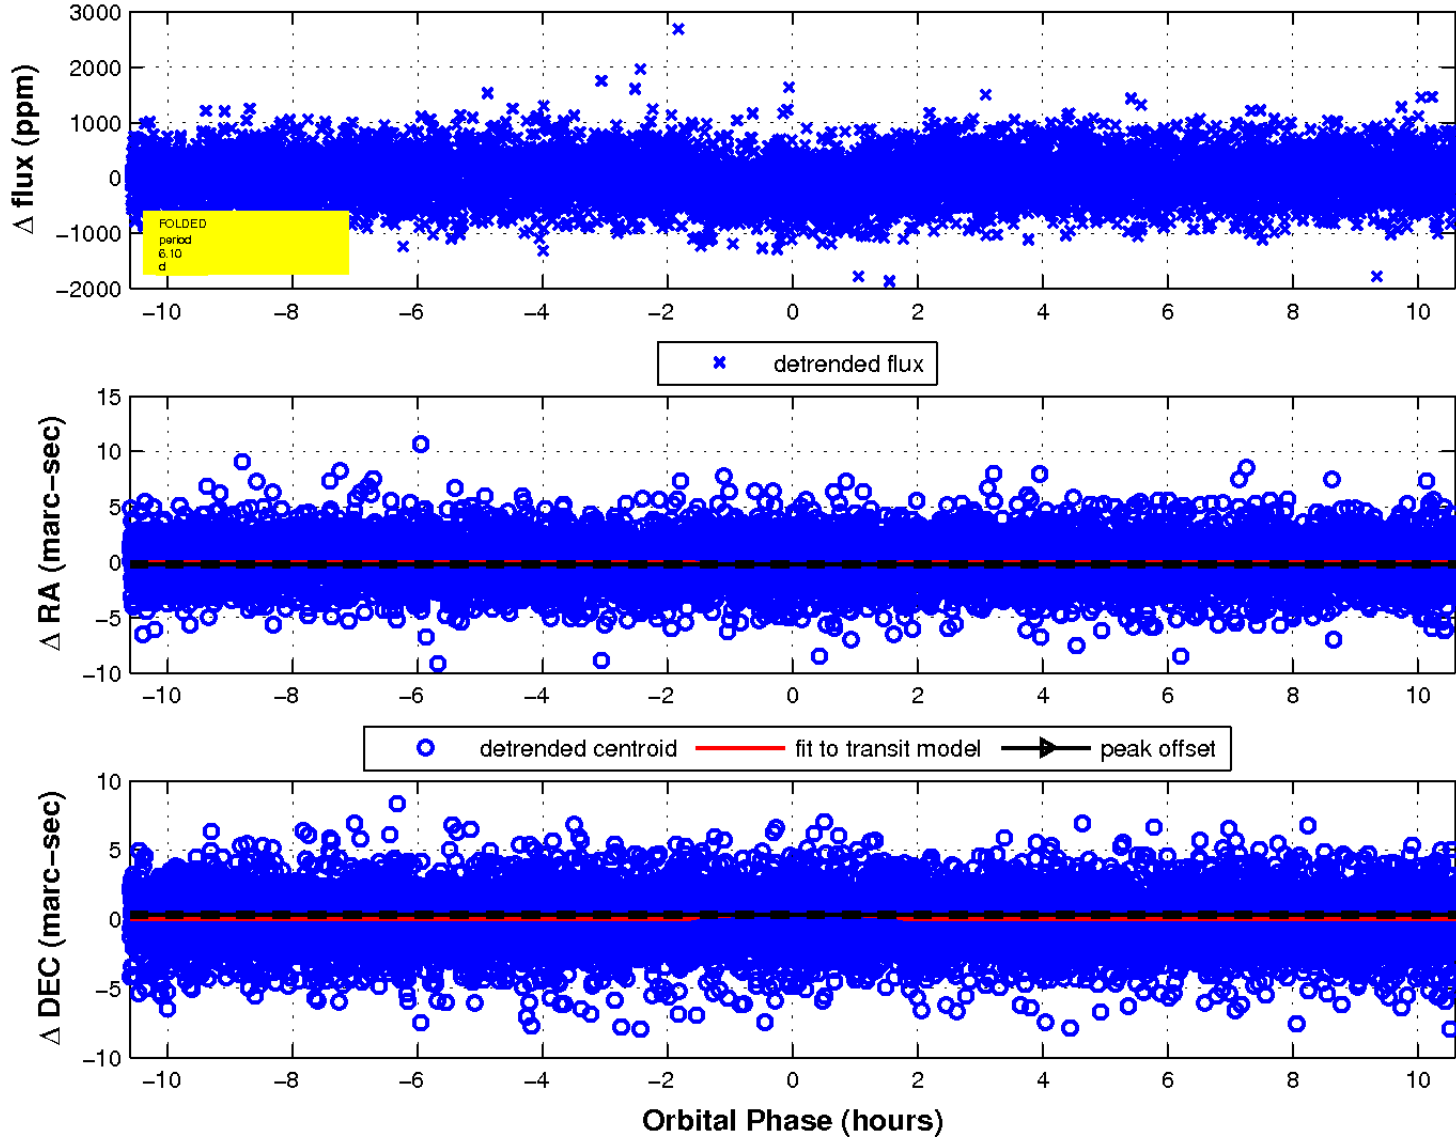 3000
2000
1000
0
−1000
−2000
Δ flux (ppm)
FOLDED
period
6.10
d
−10 −8 −6 −4 −2 0 2 4 6 8 10
detrended flux
15
10
5
0
−5
−10
Δ RA (marc−sec)
−10 −8 −6 −4 −2 0 2 4 6 8 10
detrended centroid fit to transit model peak offset
10
5
0
−5
−10
Δ DEC (marc−sec)
−10 −8 −6 −4 −2 0 2 4 6 8 10
Orbital Phase (hours)